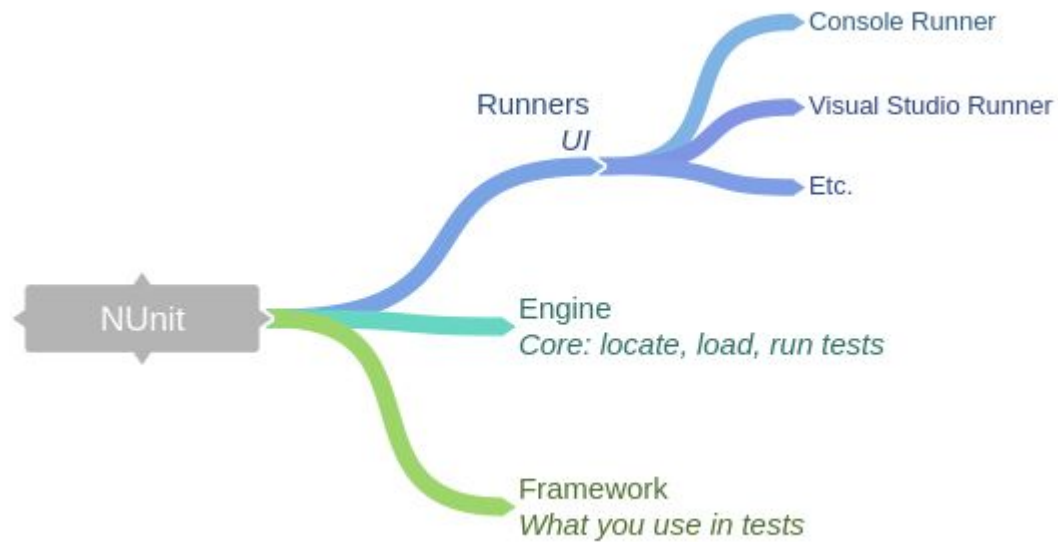 NUnit
Runners
UI
Console Runner
Visual Studio Runner
Etc.
Engine
Core: locate, load, run tests
Framework
What you use in tests